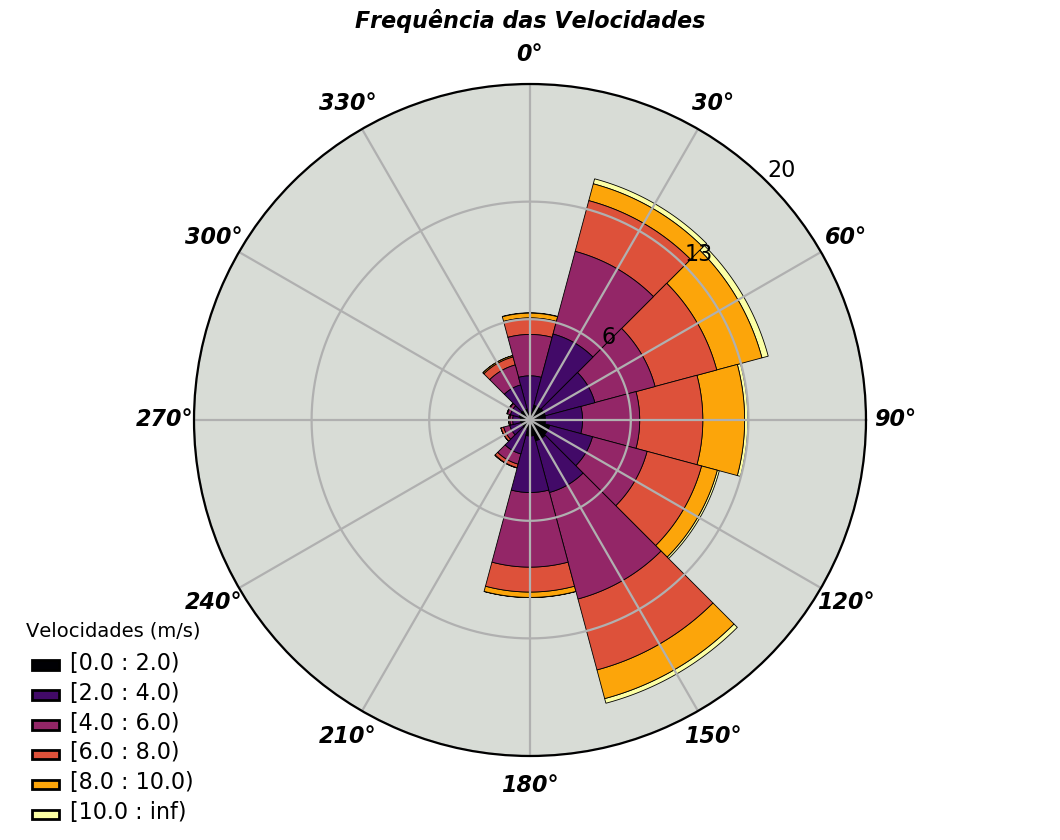 Frequência das Velocidades
0°
330°
30°
20
300°
60°
13
6
270°
90°
240°
120°
210°
150°
180°
Velocidades (m/s)
[0.0 : 2.0)
[2.0 : 4.0)
[4.0 : 6.0)
[6.0 : 8.0)
[8.0 : 10.0)
[10.0 : inf)